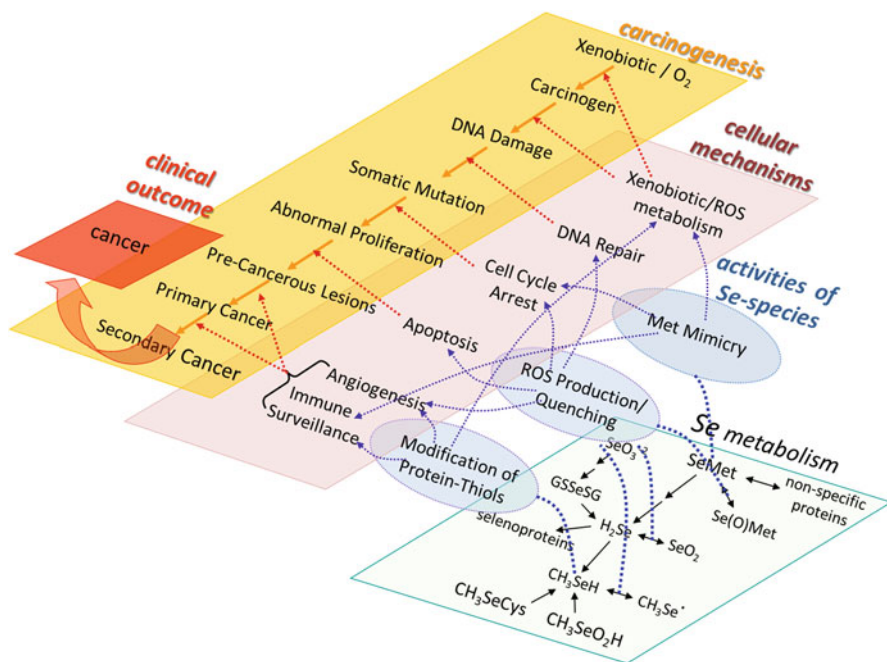 carcinogenesis
Xenobiotic / O₂
Carcinogen
DNA Damage
Somatic Mutation
Abnormal Proliferation
Pre-Cancerous Lesions
Primary Cancer
Secondary Cancer
clinical
outcome
cancer
cellular
mechanisms
Xenobiotic/ROS
metabolism
DNA Repair
Cell Cycle
Arrest
Apoptosis
Angiogenesis
Immune
Surveillance
activities of
Se-species
Met Mimicry
ROS Production/
Quenching
Modification of
Protein-Thiols
Se metabolism
SeO₃⁻²
GSSeSG
H₂Se
selenoproteins
SeO₂
SeMet
non-specific
proteins
Se(O)Met
CH₃SeH
CH₃Se·
CH₃SeCys
CH₃SeO₂H